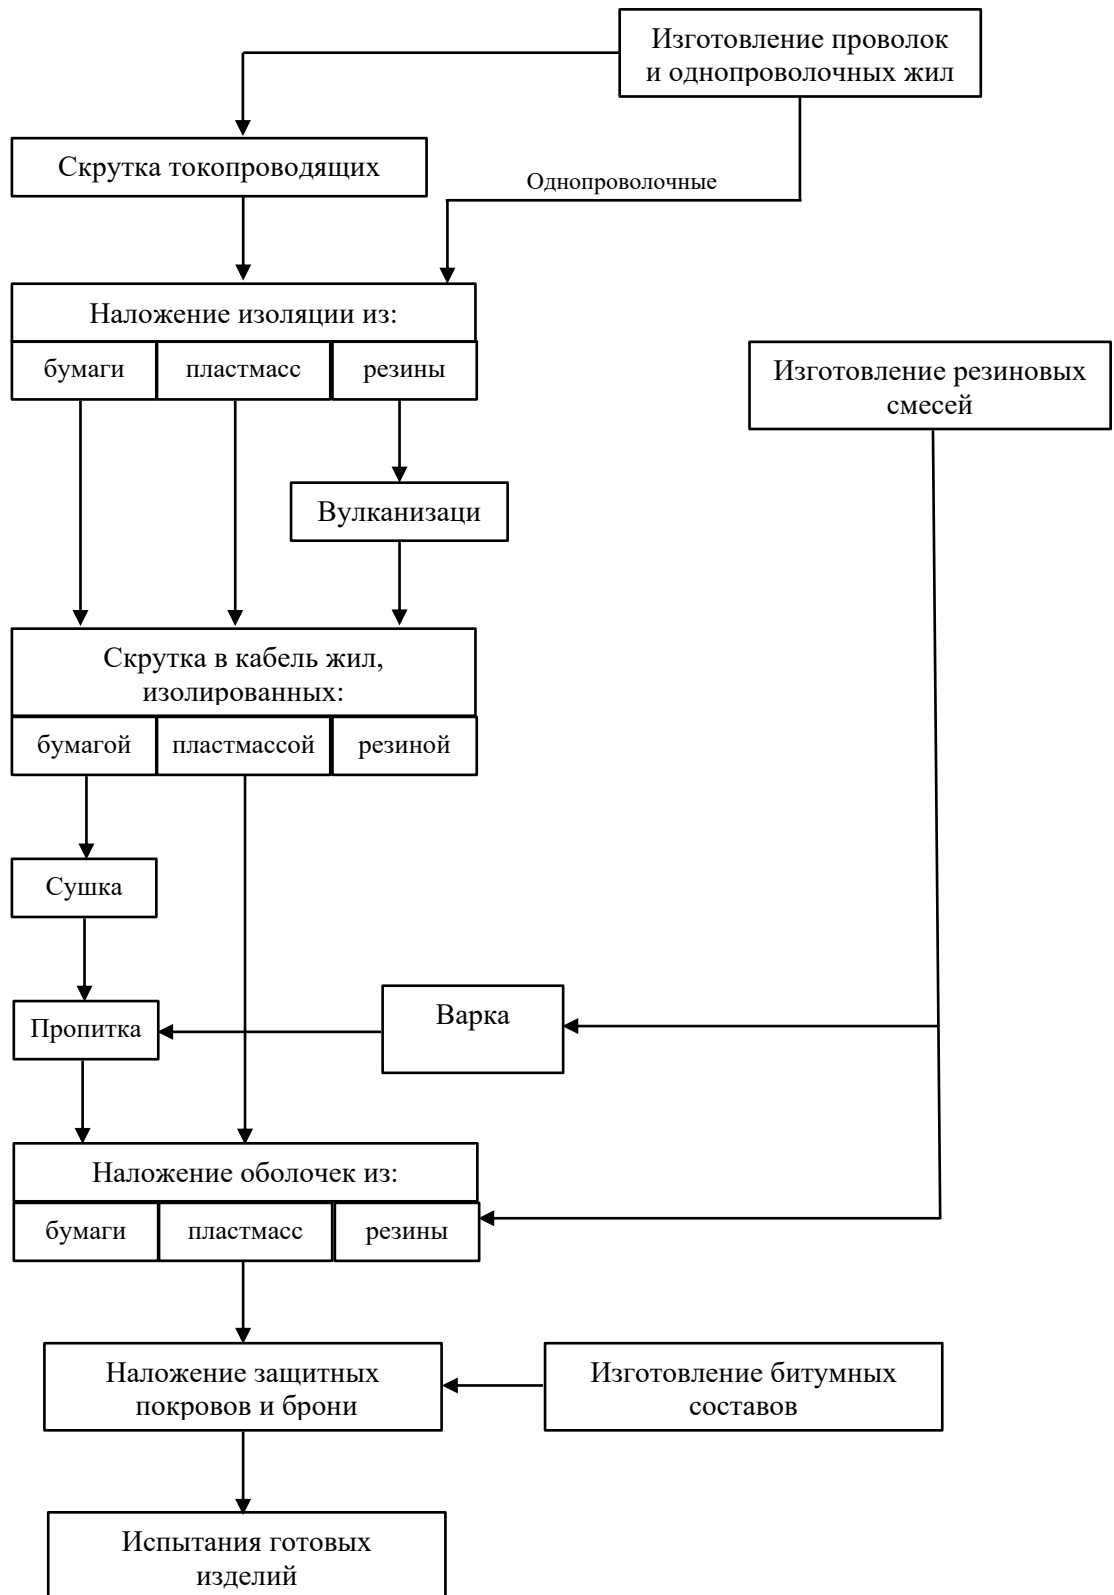 Изготовление проволок
и однопроволочных жил
Скрутка токопроводящих
Однопроволочные
Наложение изоляции из:
бумаги
пластмасс
резины
Изготовление резиновых
смесей
Вулканизаци
Скрутка в кабель жил,
изолированных:
бумагой
пластмассой
резиной
Сушка
Пропитка
Варка
Наложение оболочек из:
бумаги
пластмасс
резины
Наложение защитных
покровов и брони
Изготовление битумных
составов
Испытания готовых
изделий